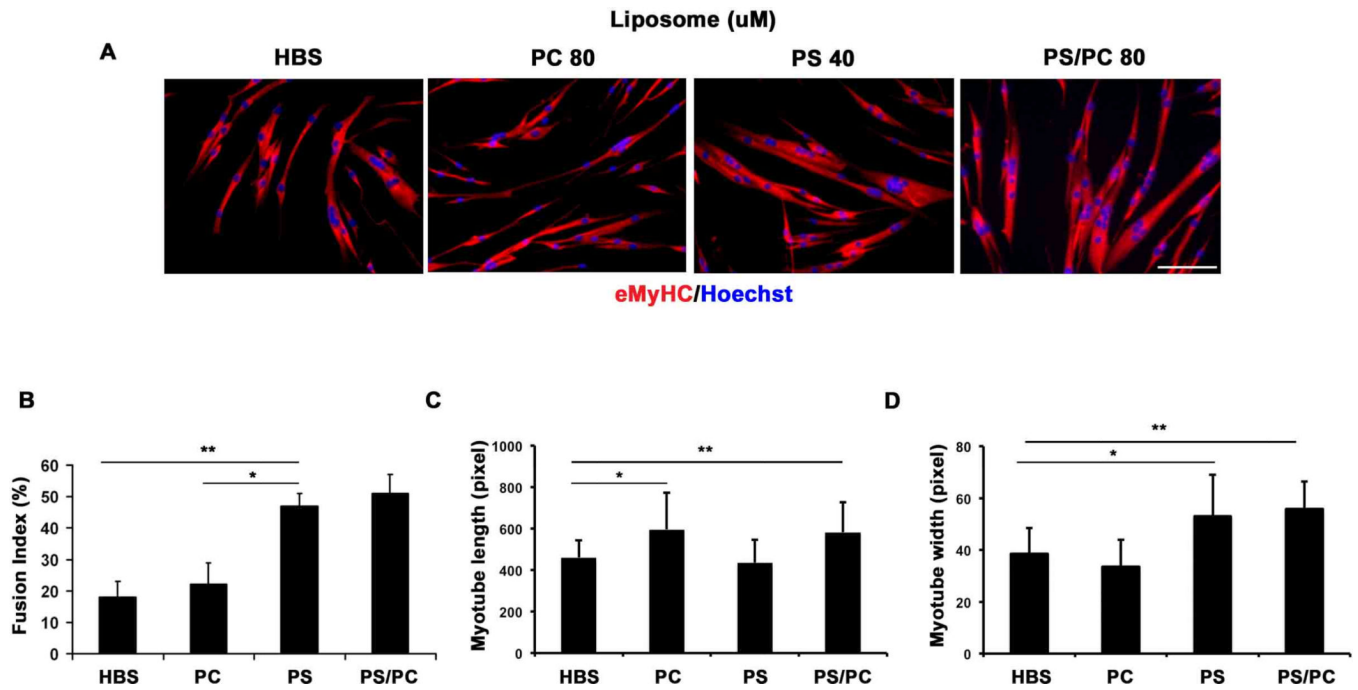 Liposome (uM)
A
HBS PC 80 PS 40 PS/PC 80
eMyHC/Hoechst
B
**
*
Fusion Index (%)
60
50
40
30
20
10
0
HBS PC PS PS/PC
C
**
*
Myotube length (pixel)
1000
800
600
400
200
0
HBS PC PS PS/PC
D
**
*
Myotube width (pixel)
80
60
40
20
0
HBS PC PS PS/PC